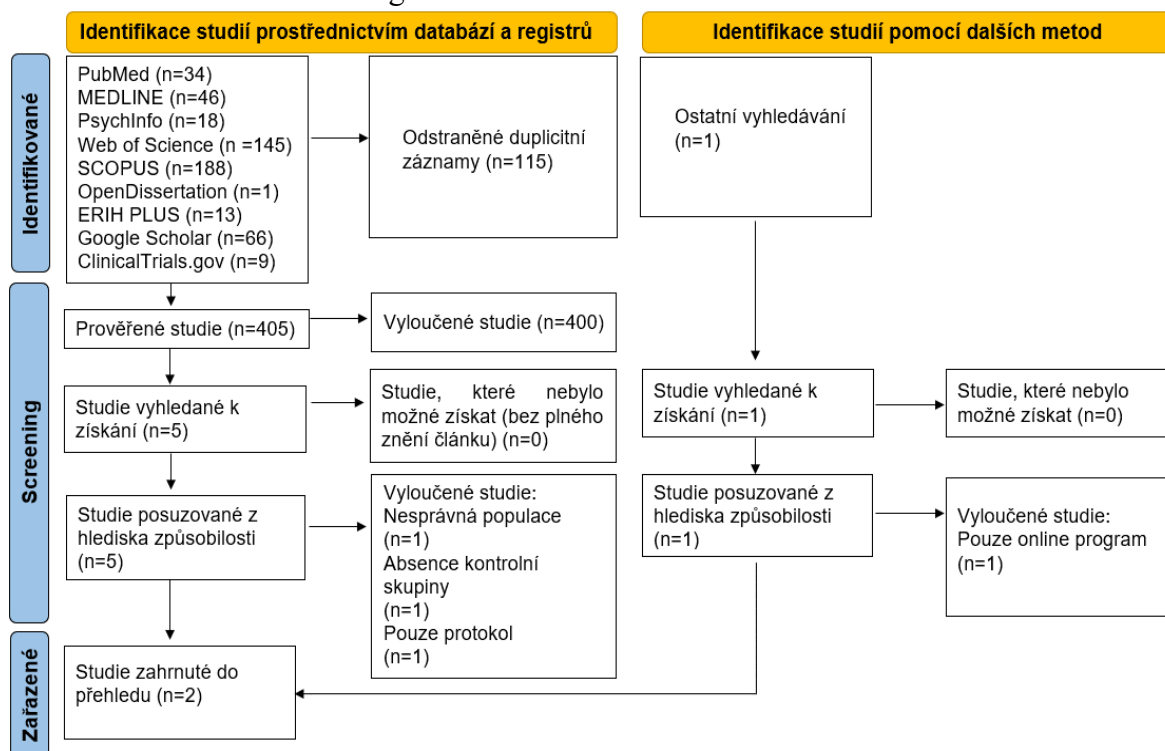 Identifikace studií prostřednictvím databází a registrů
Identifikace studií pomocí dalších metod
Identifikované
PubMed (n=34)
MEDLINE (n=46)
PsychInfo (n=18)
Web of Science (n =145)
SCOPUS (n=188)
OpenDissertation (n=1)
ERIH PLUS (n=13)
Google Scholar (n=66)
ClinicalTrials.gov (n=9)
Odstraněné duplicitní
záznamy (n=115)
Ostatní vyhledávání
(n=1)
Screening
Prověřené studie (n=405)
Vyloučené studie (n=400)
Studie vyhledané k
získání (n=5)
Studie, které nebylo
možné získat (bez plného
znění článku) (n=0)
Studie vyhledané k
získání (n=1)
Studie, které nebylo
možné získat (n=0)
Studie posuzované z
hlediska způsobilosti
(n=5)
Vyloučené studie:
Nesprávná populace
(n=1)
Absence kontrolní
skupiny
(n=1)
Pouze protokol
(n=1)
Studie posuzované z
hlediska způsobilosti
(n=1)
Vyloučené studie:
Pouze online program
(n=1)
Zařazené
Studie zahrnuté do
přehledu (n=2)